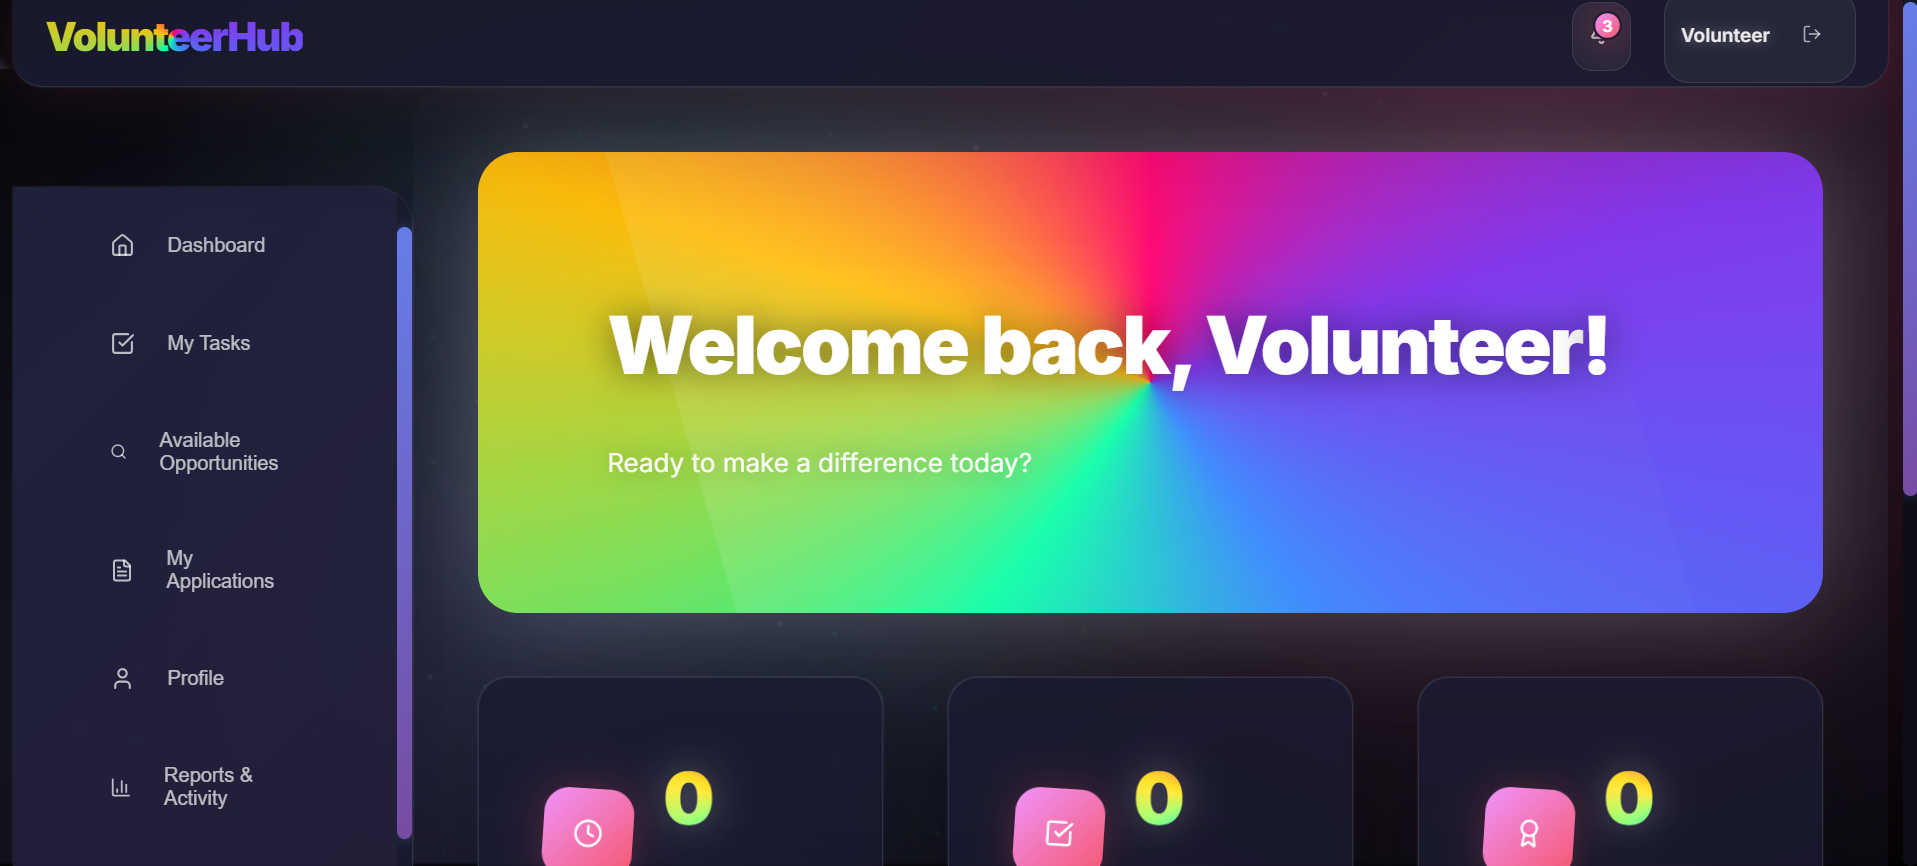 VolunteerHub
3
Volunteer
Dashboard
My Tasks
Available
Opportunities
My
Applications
Profile
Reports &
Activity
Welcome back, Volunteer!
Ready to make a difference today?
0
0
0